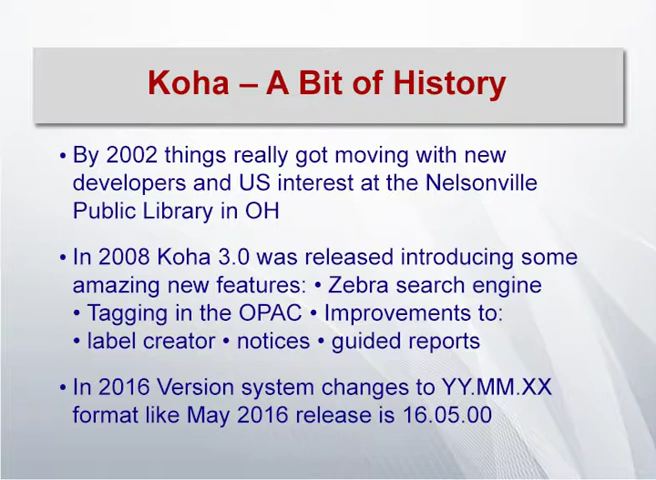 Koha – A Bit of History
• By 2002 things really got moving with new
developers and US interest at the Nelsonville
Public Library in OH
• In 2008 Koha 3.0 was released introducing some
amazing new features: • Zebra search engine
• Tagging in the OPAC • Improvements to:
• label creator • notices • guided reports
• In 2016 Version system changes to YY.MM.XX
format like May 2016 release is 16.05.00